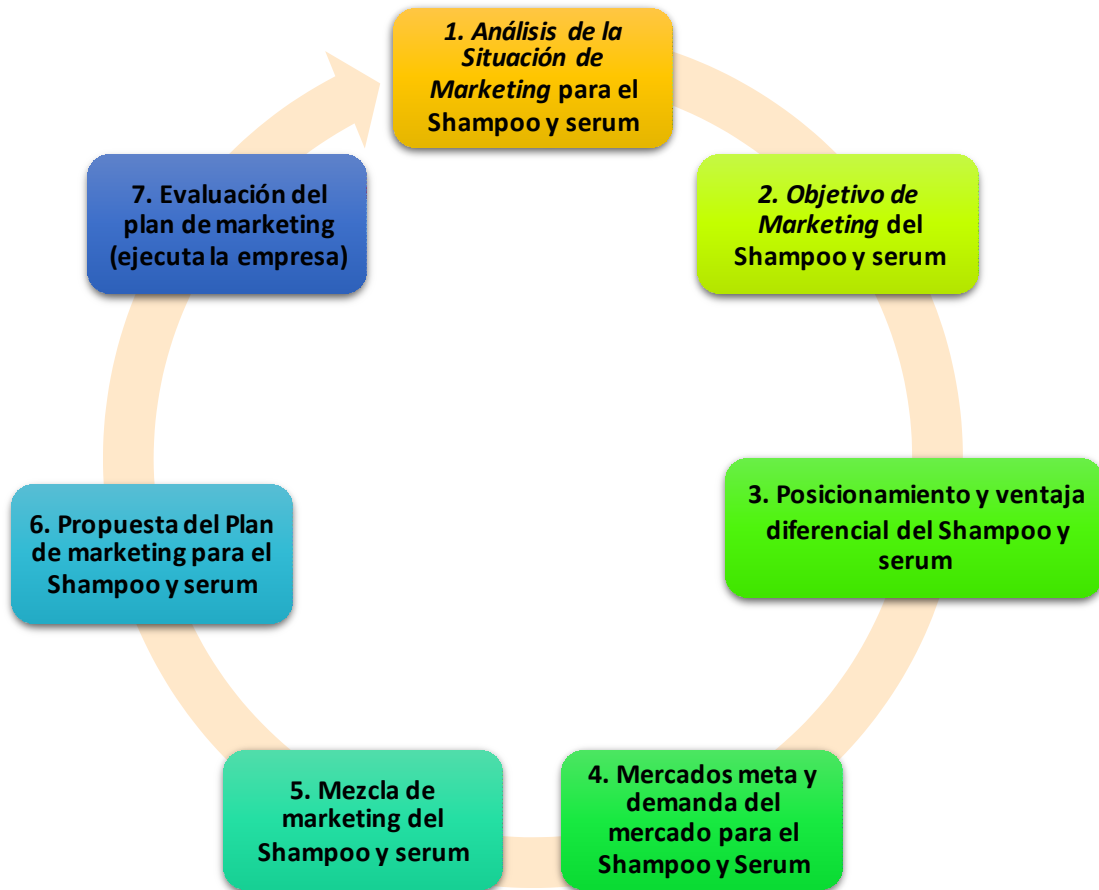 1. Análisis de la
Situación de
Marketing para el
Shampoo y serum
2. Objetivo de
Marketing del
Shampoo y serum
3. Posicionamiento y ventaja
diferencial del Shampoo y
serum
4. Mercados meta y
demanda del
mercado para el
Shampoo y Serum
5. Mezcla de
marketing del
Shampoo y serum
6. Propuesta del Plan
de marketing para el
Shampoo y serum
7. Evaluación del
plan de marketing
(ejecuta la empresa)